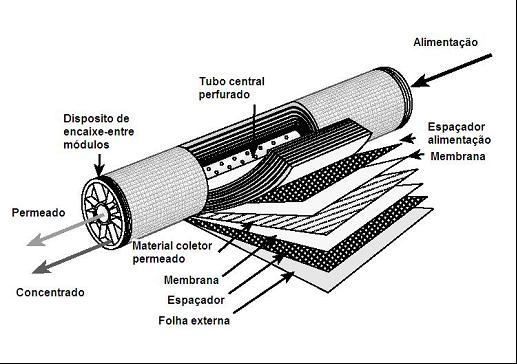 Alimentação
Tubo central
perfurado
Disposito de
encaixe-entre
módulos
Espaçador
alimentação
Membrana
Permeado
Concentrado
Material coletor
permeado
Membrana
Espaçador
Folha externa